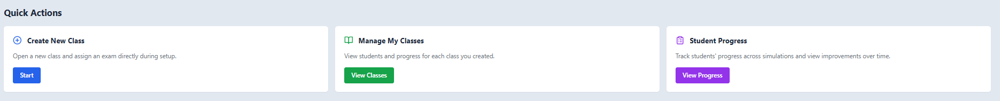 Quick Actions
Create New Class
Open a new class and assign an exam directly during setup.
Start
Manage My Classes
View students and progress for each class you created.
View Classes
Student Progress
Track students' progress across simulations and view improvements over time.
View Progress